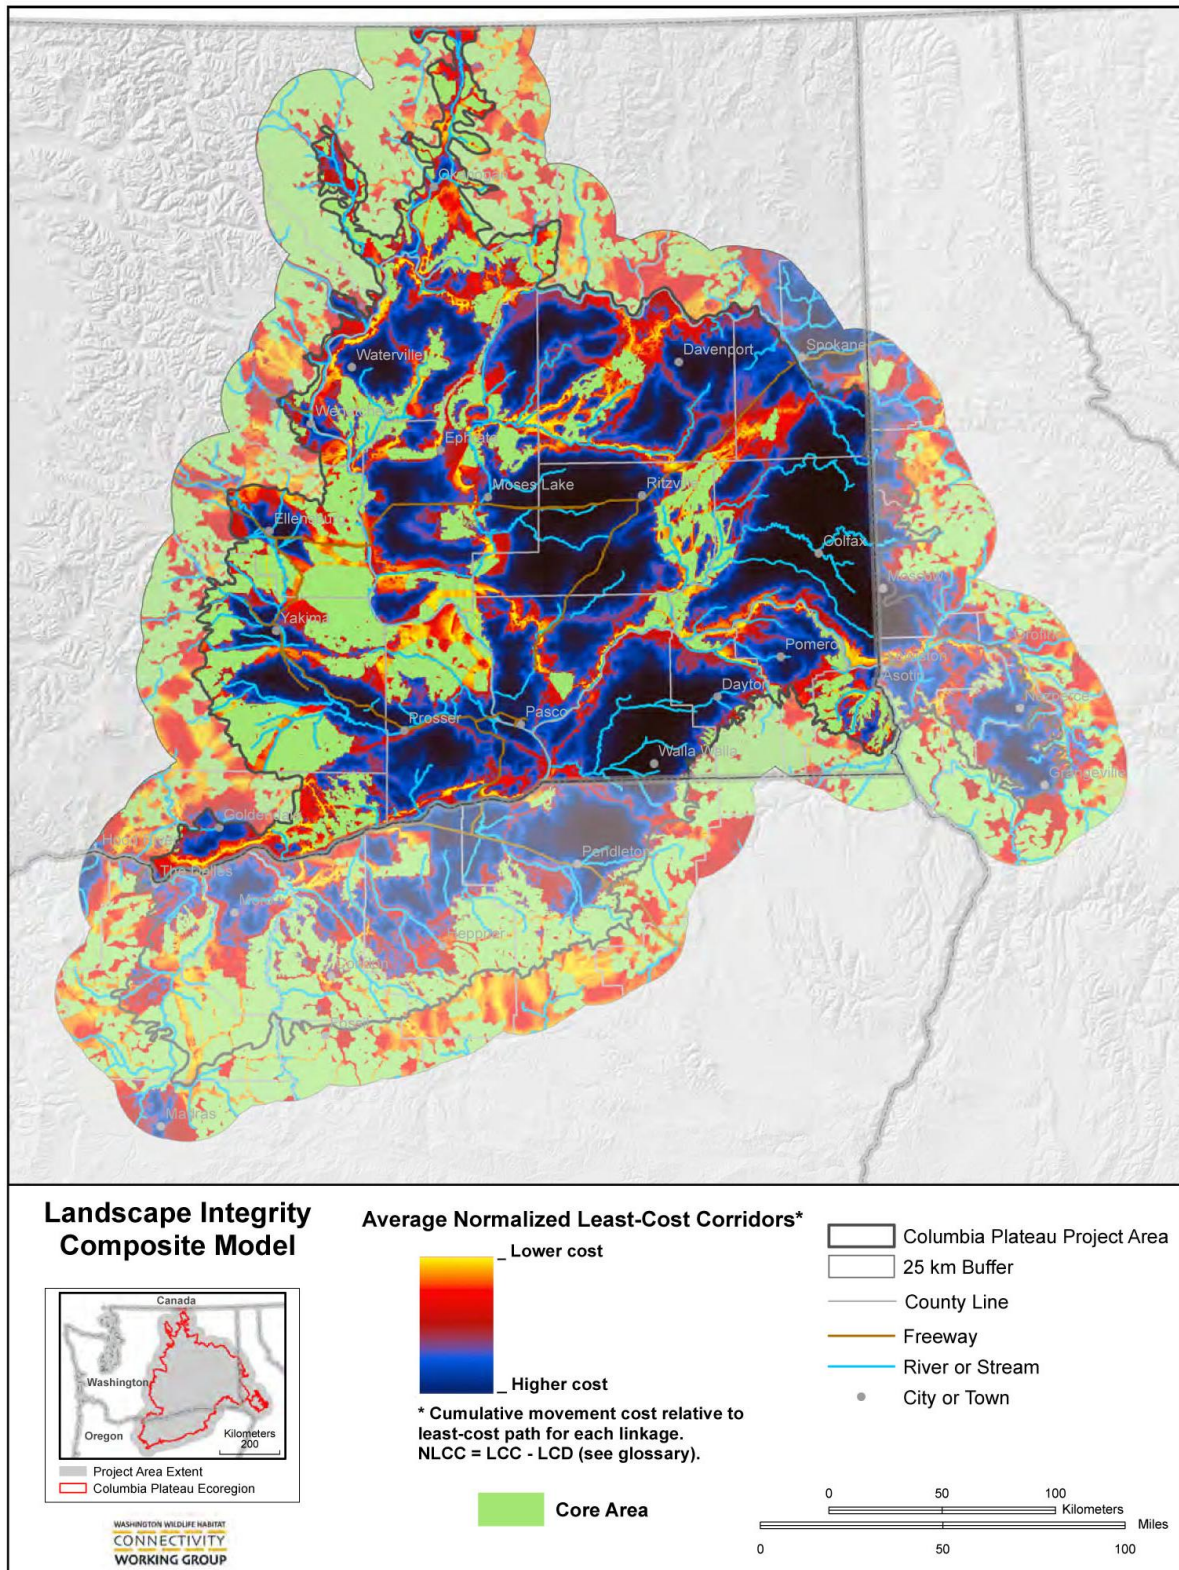 Okanogan
Waterville
Davenport
Spokane
Wenatchee
Ephrata
Moses Lake
Ritzville
Ellensburg
Colfax
Moscow
Yakima
Pomeroy
Orofino
Lewiston
Asotin
Dayton
Nezperce
Prosser
Pasco
Walla Walla
Grangeville
Goldendale
Hood River
The Dalles
Pendleton
Moro
Heppner
Condon
Fossil
Madras
Landscape Integrity
Composite Model
Canada
Washington
Oregon
Kilometers
200
Project Area Extent
Columbia Plateau Ecoregion
WASHINGTON WILDLIFE HABITAT
CONNECTIVITY
WORKING GROUP
Average Normalized Least-Cost Corridors*
_ Lower cost
_ Higher cost
* Cumulative movement cost relative to
least-cost path for each linkage.
NLCC = LCC - LCD (see glossary).
Core Area
Columbia Plateau Project Area
25 km Buffer
County Line
Freeway
River or Stream
City or Town
0 50 100
Kilometers
Miles
0 50 100